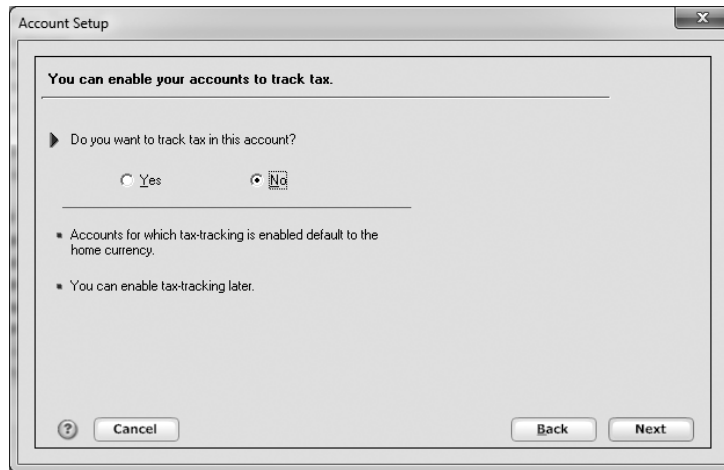 Account Setup
X
You can enable your accounts to track tax.
Do you want to track tax in this account?
Yes No
Accounts for which tax-tracking is enabled default to the
home currency.
You can enable tax-tracking later.
? Cancel Back Next